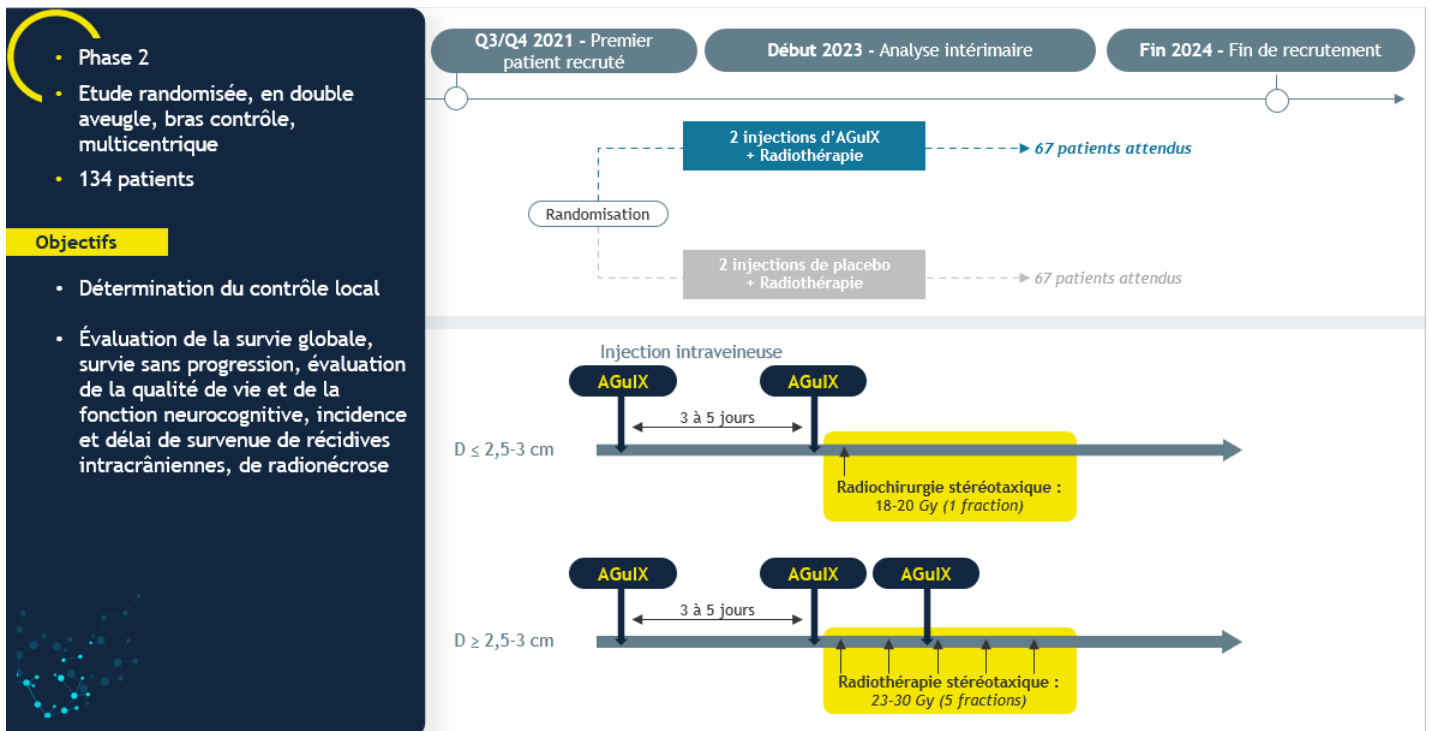 • Phase 2
• Etude randomisée, en double
aveugle, bras contrôle,
multicentrique
• 134 patients
Objectifs
• Détermination du contrôle local
• Évaluation de la survie globale,
survie sans progression, évaluation
de la qualité de vie et de la
fonction neurocognitive, incidence
et délai de survenue de récidives
intracrâniennes, de radionécrose
Q3/Q4 2021 - Premier
patient recruté
Début 2023 - Analyse intérimaire
Fin 2024 - Fin de recrutement
2 injections d'AGuIX
+ Radiothérapie
67 patients attendus
Randomisation
2 injections de placebo
+ Radiothérapie
67 patients attendus
Injection intraveineuse
AGuIX
AGuIX
3 à 5 jours
D ≤ 2,5-3 cm
Radiochirurgie stéréotaxique :
18-20 Gy (1 fraction)
AGuIX
AGuIX
AGuIX
3 à 5 jours
D ≥ 2,5-3 cm
Radiothérapie stéréotaxique :
23-30 Gy (5 fractions)